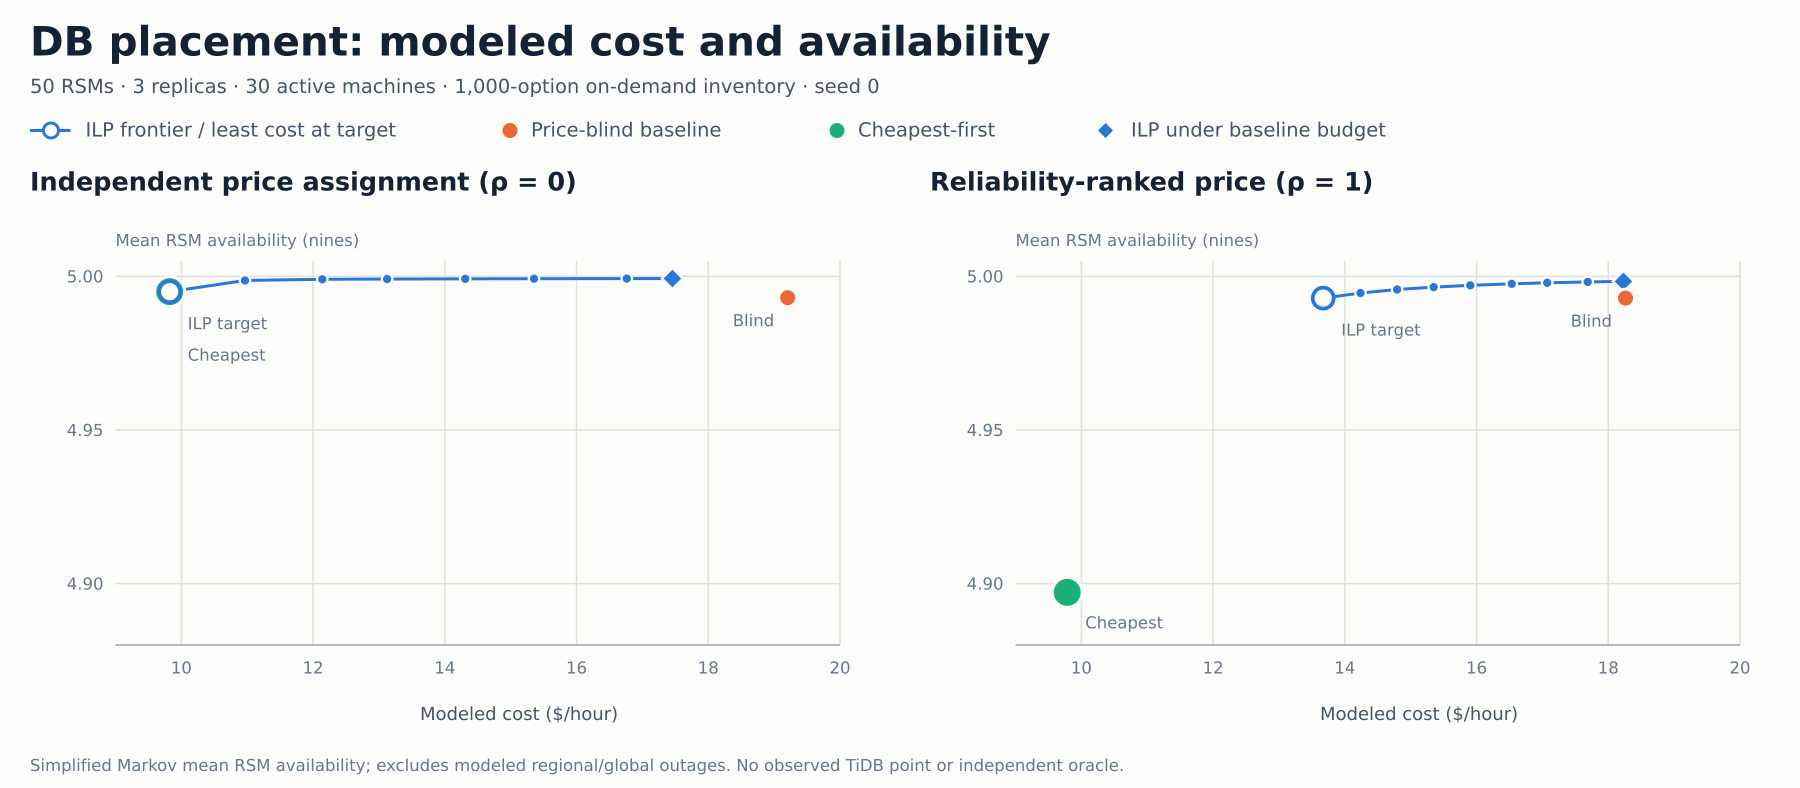 DB placement: modeled cost and availability
50 RSMs · 3 replicas · 30 active machines · 1,000-option on-demand inventory · seed 0
ILP frontier / least cost at target
Price-blind baseline
Cheapest-first
ILP under baseline budget
Independent price assignment (ρ = 0)
Mean RSM availability (nines)
5.00
4.95
4.90
ILP target
Cheapest
Blind
10 12 14 16 18 20
Modeled cost ($/hour)
Reliability-ranked price (ρ = 1)
Mean RSM availability (nines)
5.00
4.95
4.90
ILP target
Blind
Cheapest
10 12 14 16 18 20
Modeled cost ($/hour)
Simplified Markov mean RSM availability; excludes modeled regional/global outages. No observed TiDB point or independent oracle.